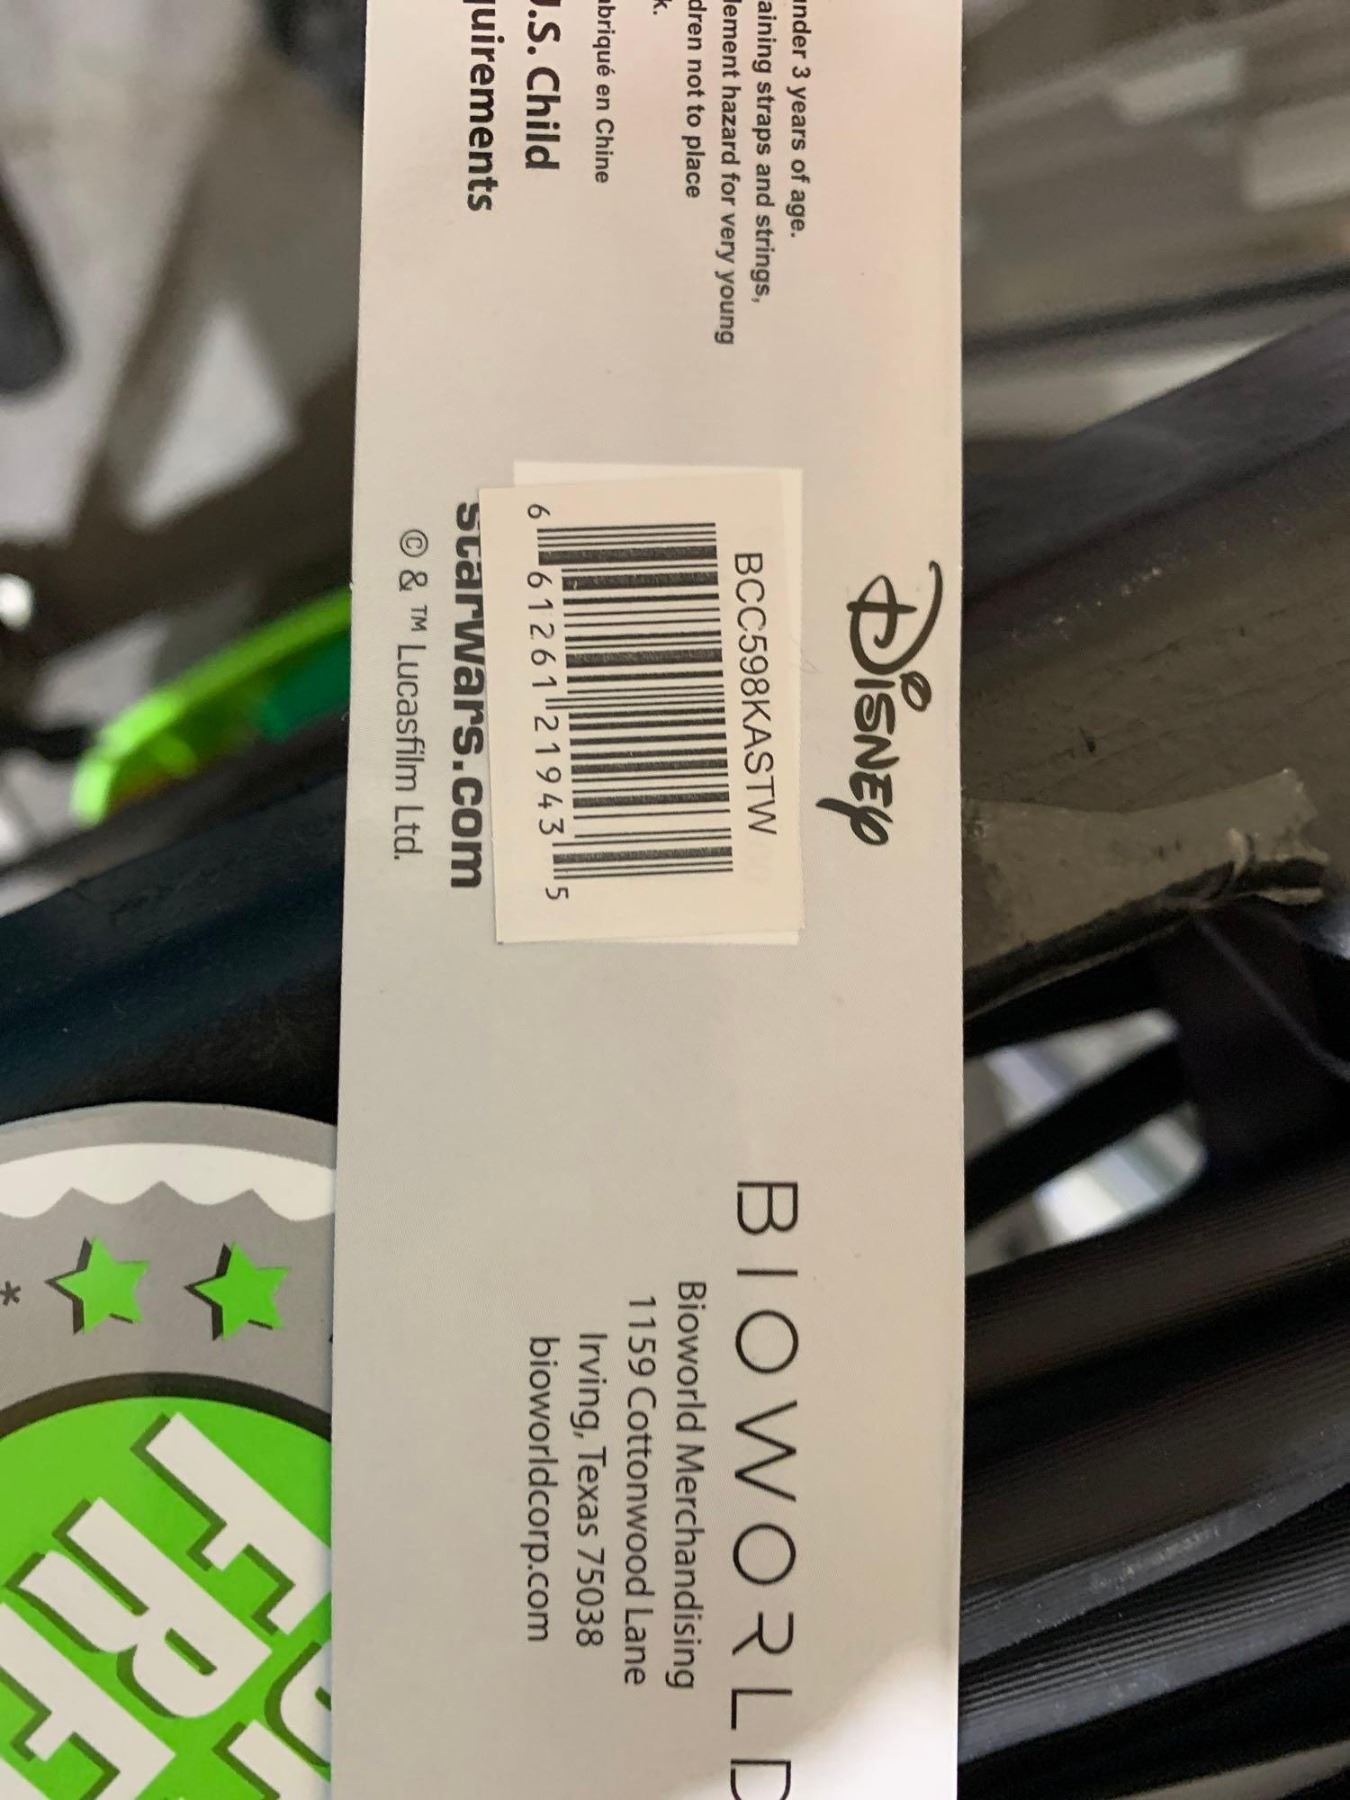 nder 3 years of age.
aining straps and strings,
lement hazard for very young
dren not to place
k.
abriqué en Chine
.S. Child
quirements
DISNEY
BCC598KASTW
6 61261 21943 5
starwars.com
© & ™ Lucasfilm Ltd.
BIOWORLD
Bioworld Merchandising
1159 Cottonwood Lane
Irving, Texas 75038
bioworldcorp.com
*